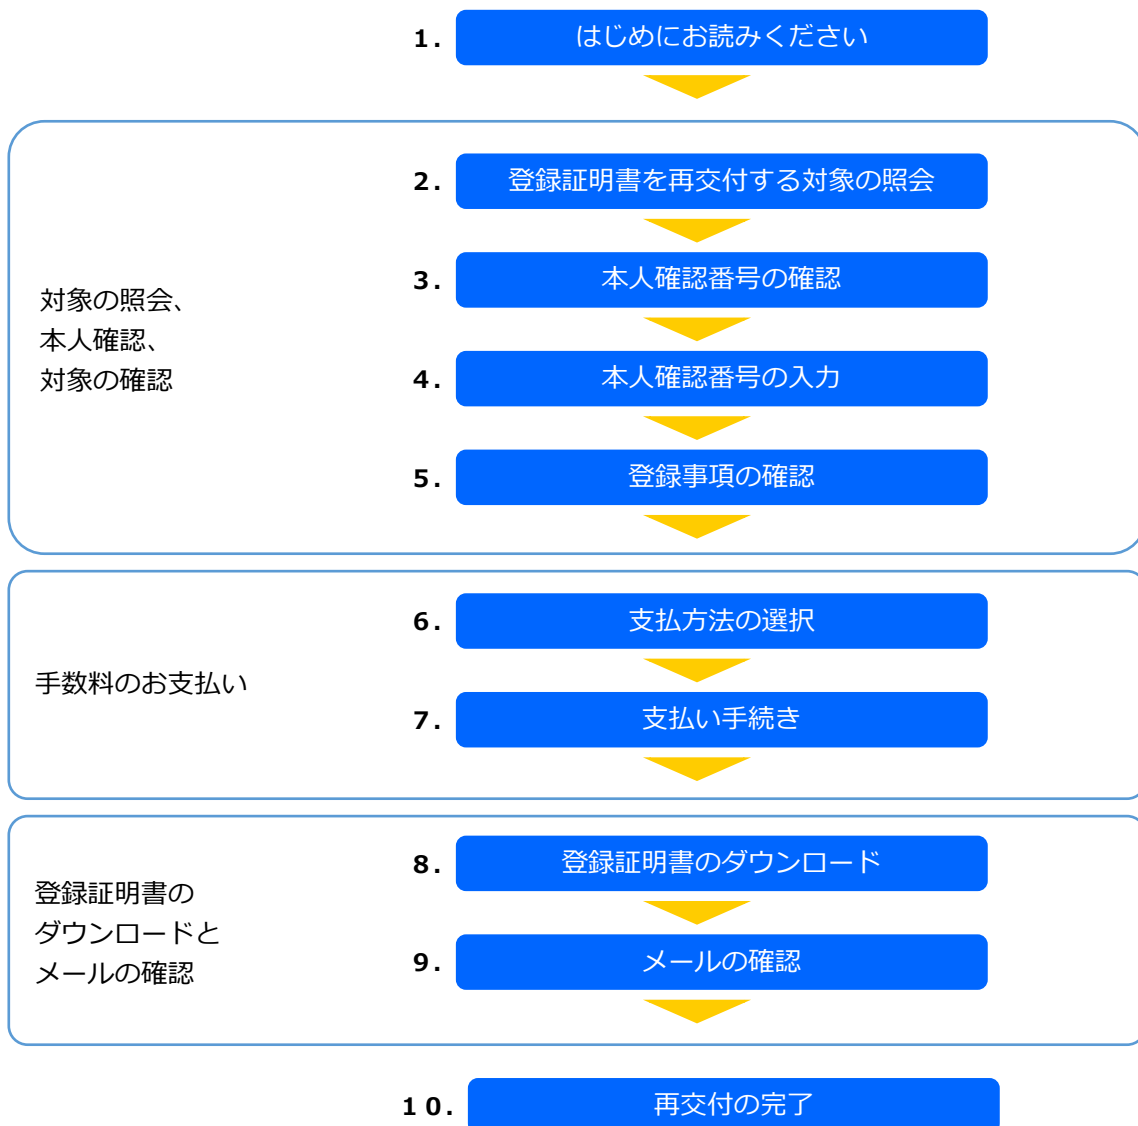 1. はじめにお読みください
2. 登録証明書を再交付する対象の照会
3. 本人確認番号の確認
対象の照会、
本人確認、
対象の確認
4. 本人確認番号の入力
5. 登録事項の確認
6. 支払方法の選択
手数料のお支払い
7. 支払い手続き
8. 登録証明書のダウンロード
登録証明書の
ダウンロードと
メールの確認
9. メールの確認
10. 再交付の完了